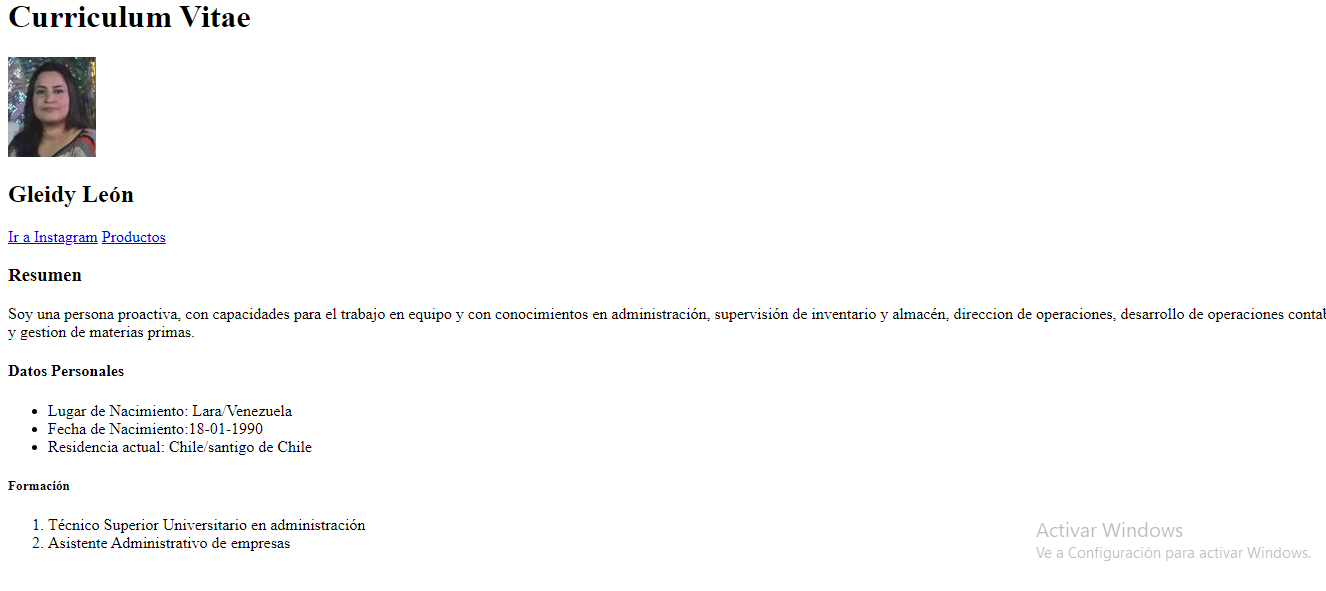 Curriculum Vitae
Gleidy León
Ir a Instagram Productos
Resumen
Soy una persona proactiva, con capacidades para el trabajo en equipo y con conocimientos en administración, supervisión de inventario y almacén, direccion de operaciones, desarrollo de operaciones
y gestion de materias primas.
Datos Personales
Lugar de Nacimiento: Lara/Venezuela
Fecha de Nacimiento:18-01-1990
Residencia actual: Chile/santigo de Chile
Formación
1. Técnico Superior Universitario en administración
2. Asistente Administrativo de empresas
Activar Windows
Ve a Configuración para activar Windows.